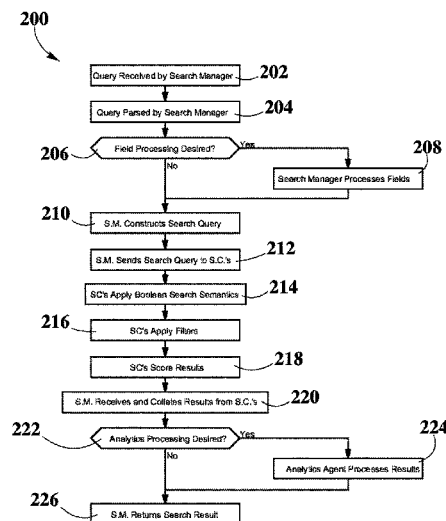 200
Query Received by Search Manager
202
Query Parsed by Search Manager
204
Field Processing Desired?
206
Yes
No
208
Search Manager Processes Fields
210
S.M. Constructs Search Query
S.M. Sends Search Query to S.C.'s
212
SC's Apply Boolean Search Semantics
214
216
SC's Apply Filters
SC's Score Results
218
S.M. Receives and Collates Results from S.C.'s
220
222
Analytics Processing Desired?
Yes
No
224
Analytics Agent Processes Results
226
S.M. Returns Search Result